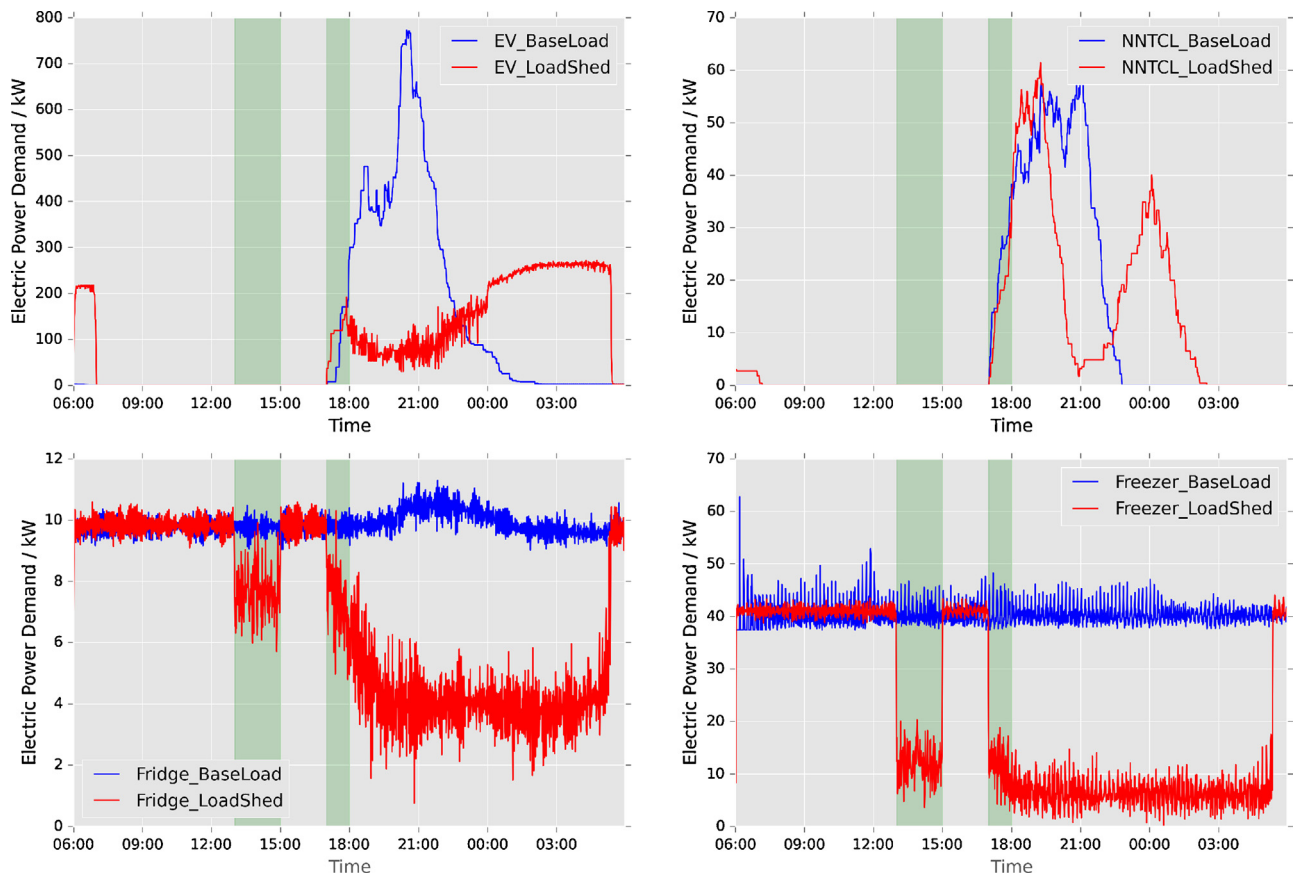 800
700
600
500
400
300
200
100
0
Electric Power Demand / kW
EV_BaseLoad
EV_LoadShed
06:00 09:00 12:00 15:00 18:00 21:00 00:00 03:00
Time
70
60
50
40
30
20
10
0
Electric Power Demand / kW
NNTCL_BaseLoad
NNTCL_LoadShed
06:00 09:00 12:00 15:00 18:00 21:00 00:00 03:00
Time
12
10
8
6
4
2
0
Electric Power Demand / kW
Fridge_BaseLoad
Fridge_LoadShed
06:00 09:00 12:00 15:00 18:00 21:00 00:00 03:00
Time
70
60
50
40
30
20
10
0
Electric Power Demand / kW
Freezer_BaseLoad
Freezer_LoadShed
06:00 09:00 12:00 15:00 18:00 21:00 00:00 03:00
Time